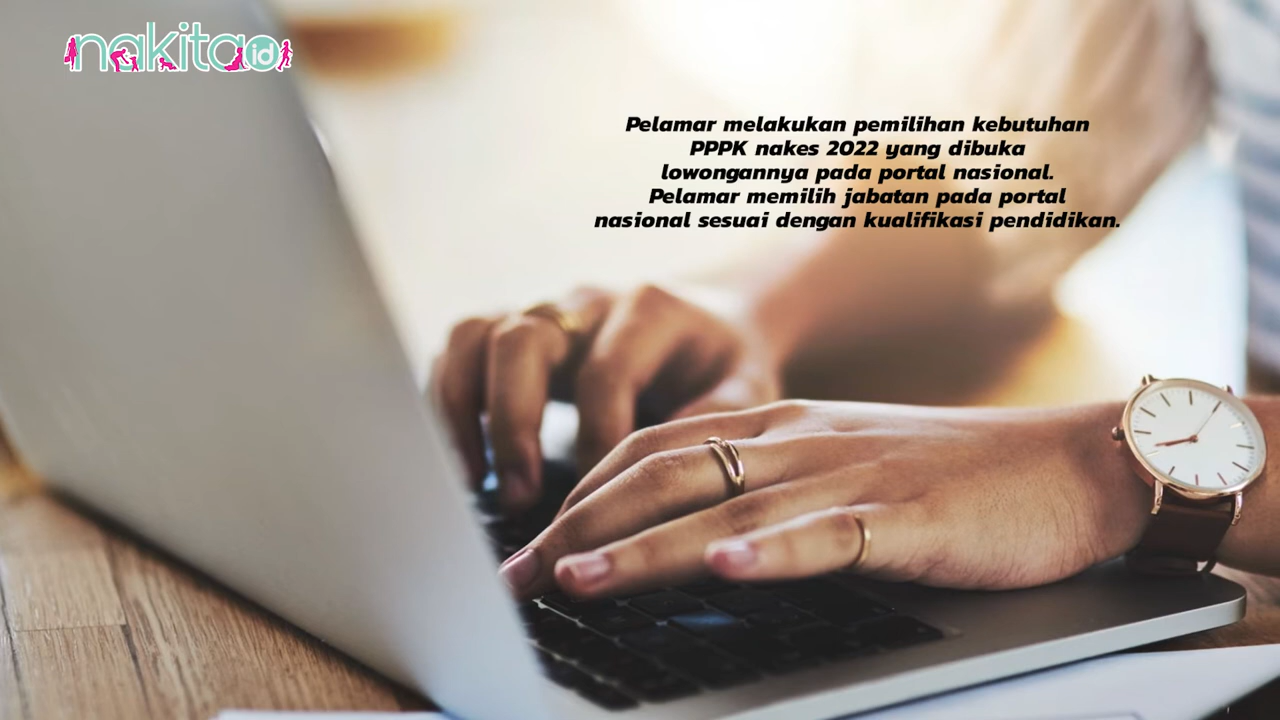 nakita.id
Pelamar melakukan pemilihan kebutuhan
PPPK nakes 2022 yang dibuka
lowongannya pada portal nasional.
Pelamar memilih jabatan pada portal
nasional sesuai dengan kualifikasi pendidikan.